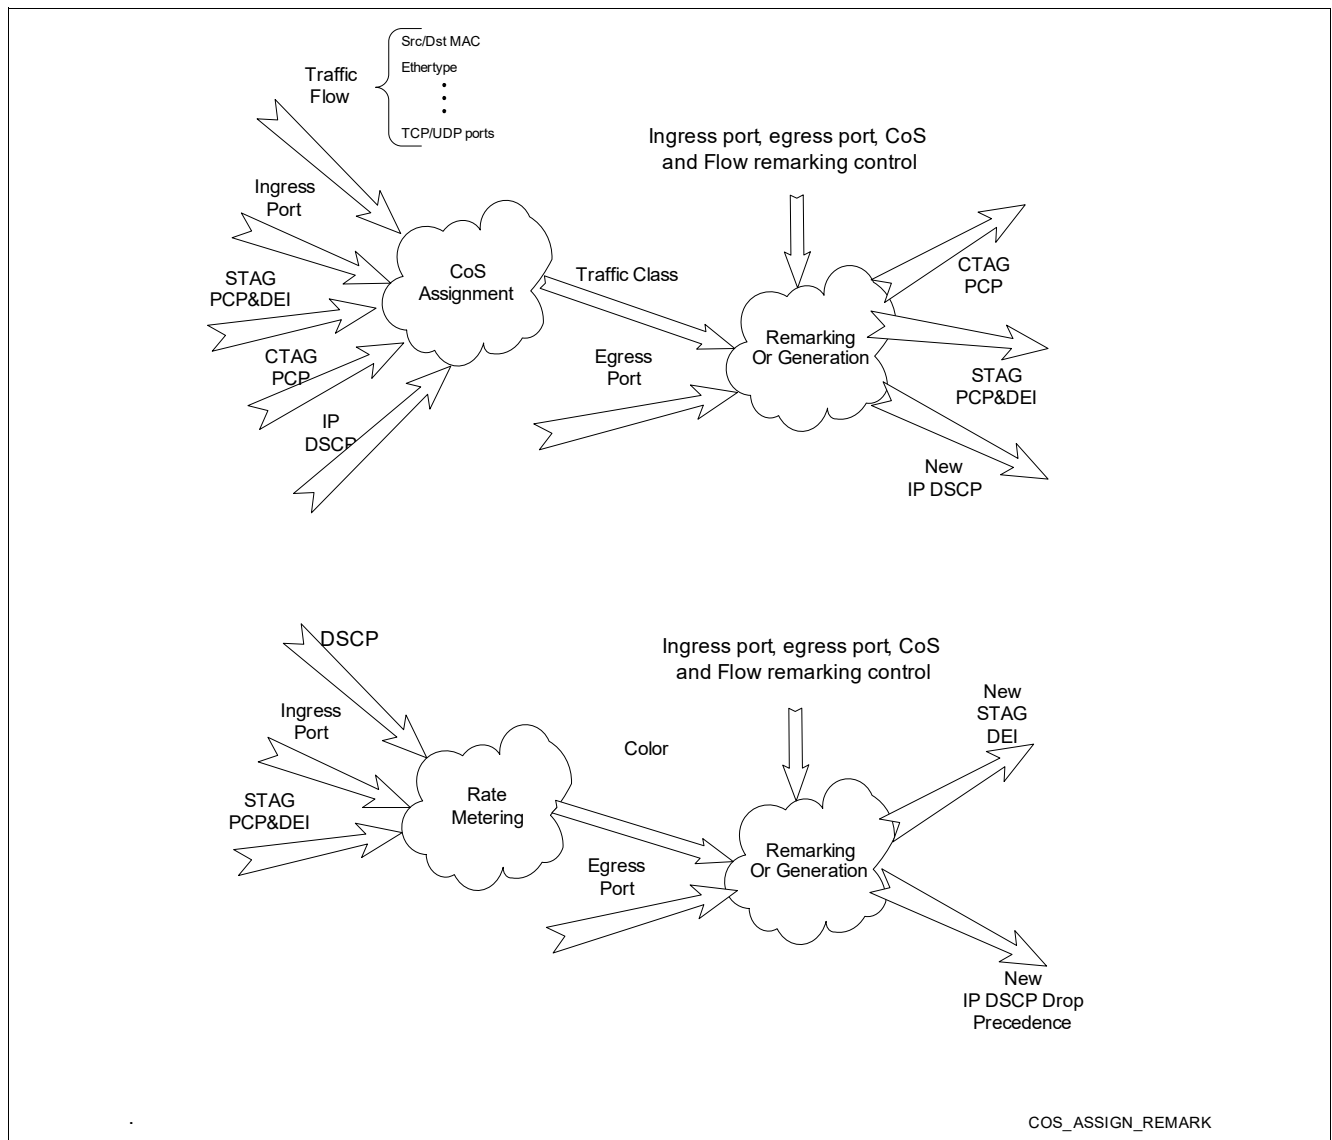 Src/Dst MAC
Ethertype
TCP/UDP ports
Traffic
Flow
Ingress
Port
STAG
PCP&DEI
CTAG
PCP
IP
DSCP
CoS
Assignment
Traffic Class
Egress
Port
Ingress port, egress port, CoS
and Flow remarking control
Remarking
Or Generation
CTAG
PCP
STAG
PCP&DEI
New
IP DSCP
DSCP
Ingress
Port
STAG
PCP&DEI
Rate
Metering
Color
Egress
Port
Ingress port, egress port, CoS
and Flow remarking control
Remarking
Or Generation
New
STAG
DEI
New
IP DSCP Drop
Precedence
.
COS_ASSIGN_REMARK